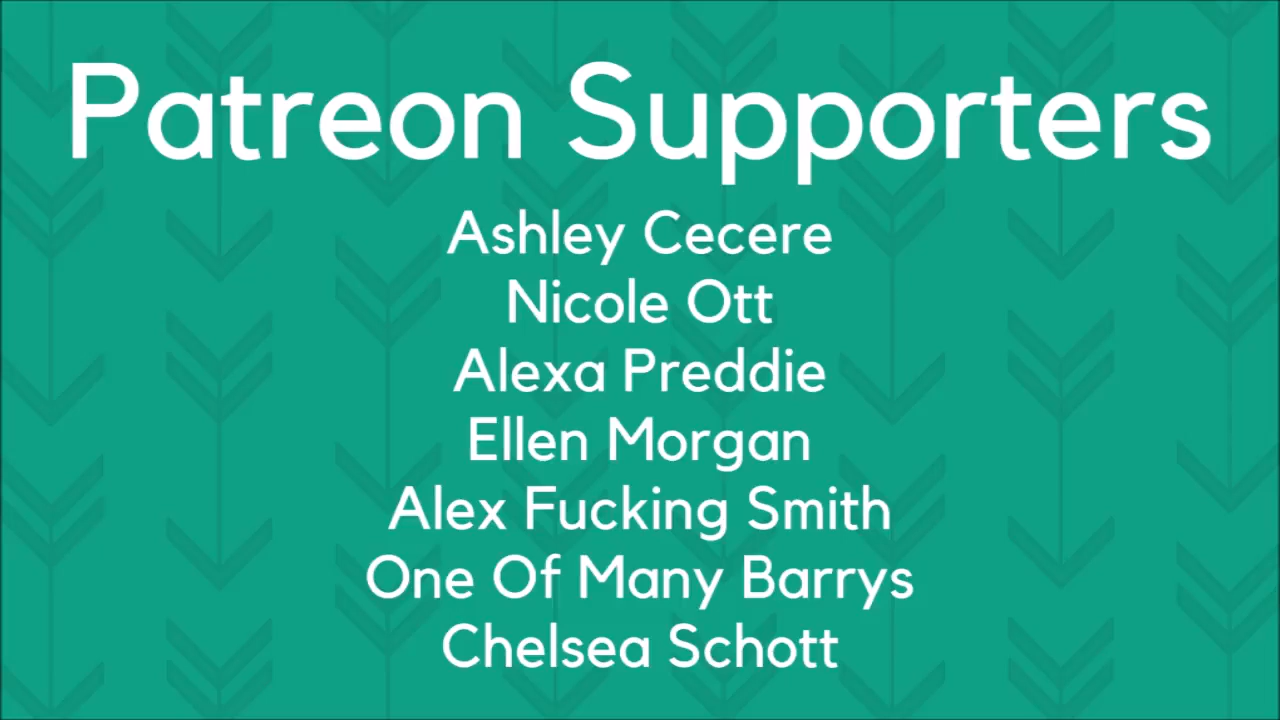 Patreon Supporters
Ashley Cecere
Nicole Ott
Alexa Preddie
Ellen Morgan
Alex Fucking Smith
One Of Many Barrys
Chelsea Schott